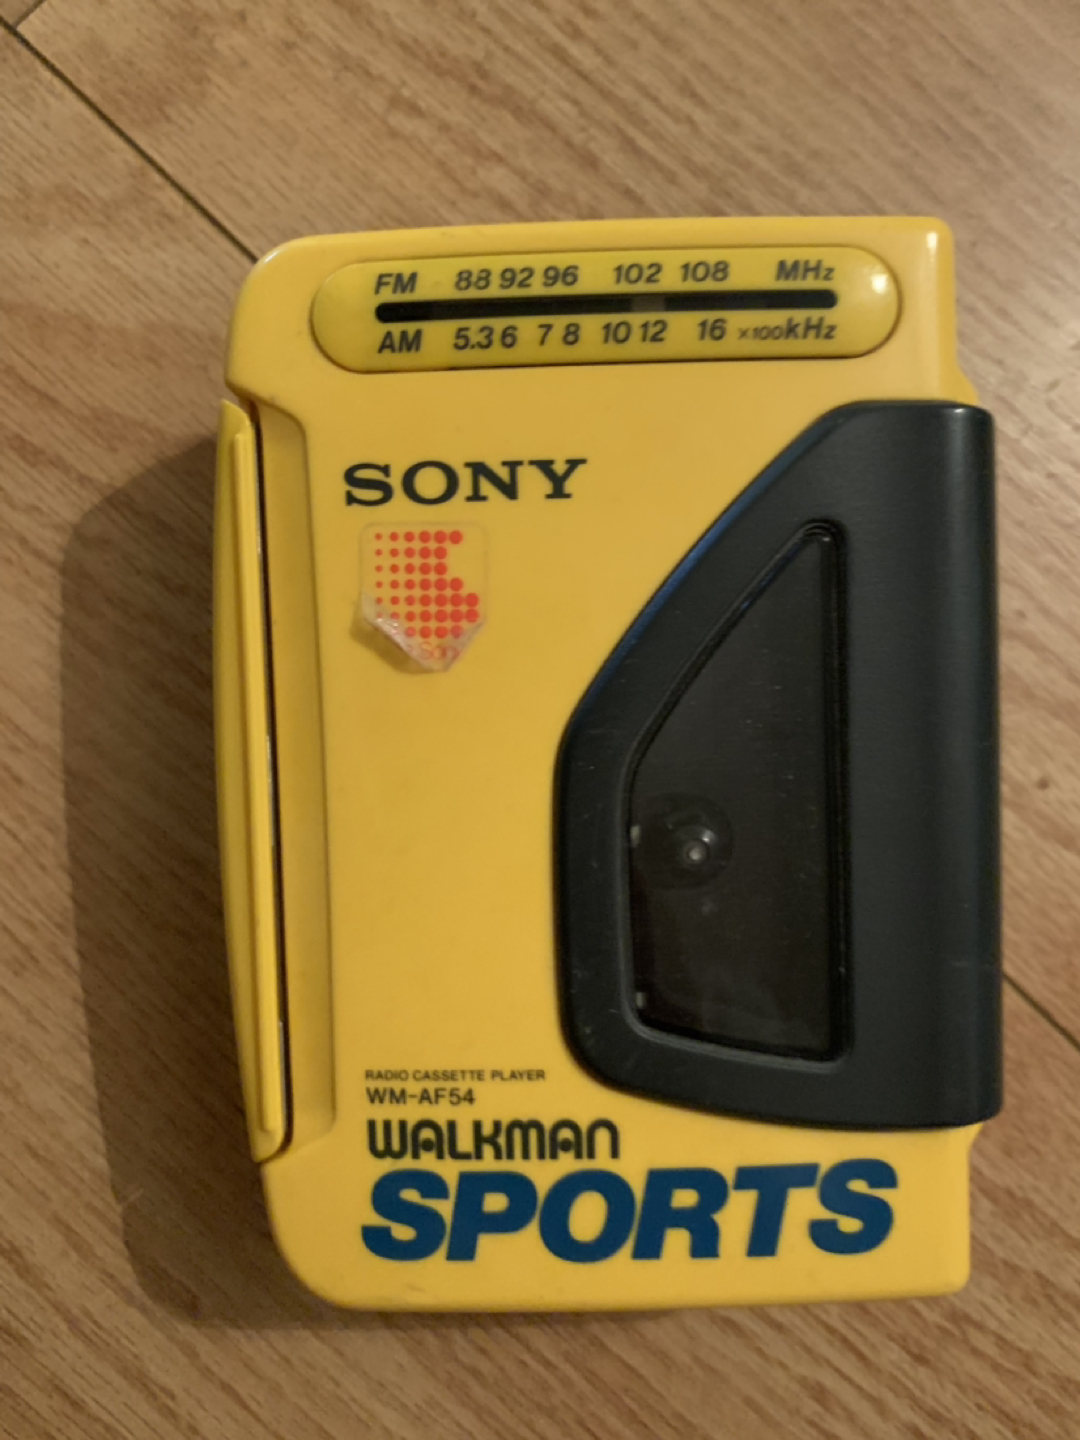 FM 88 92 96 102 108 MHz
AM 5.3 6 7 8 10 12 16 ×100kHz
SONY
RADIO CASSETTE PLAYER
WM-AF54
WALKMAN
SPORTS